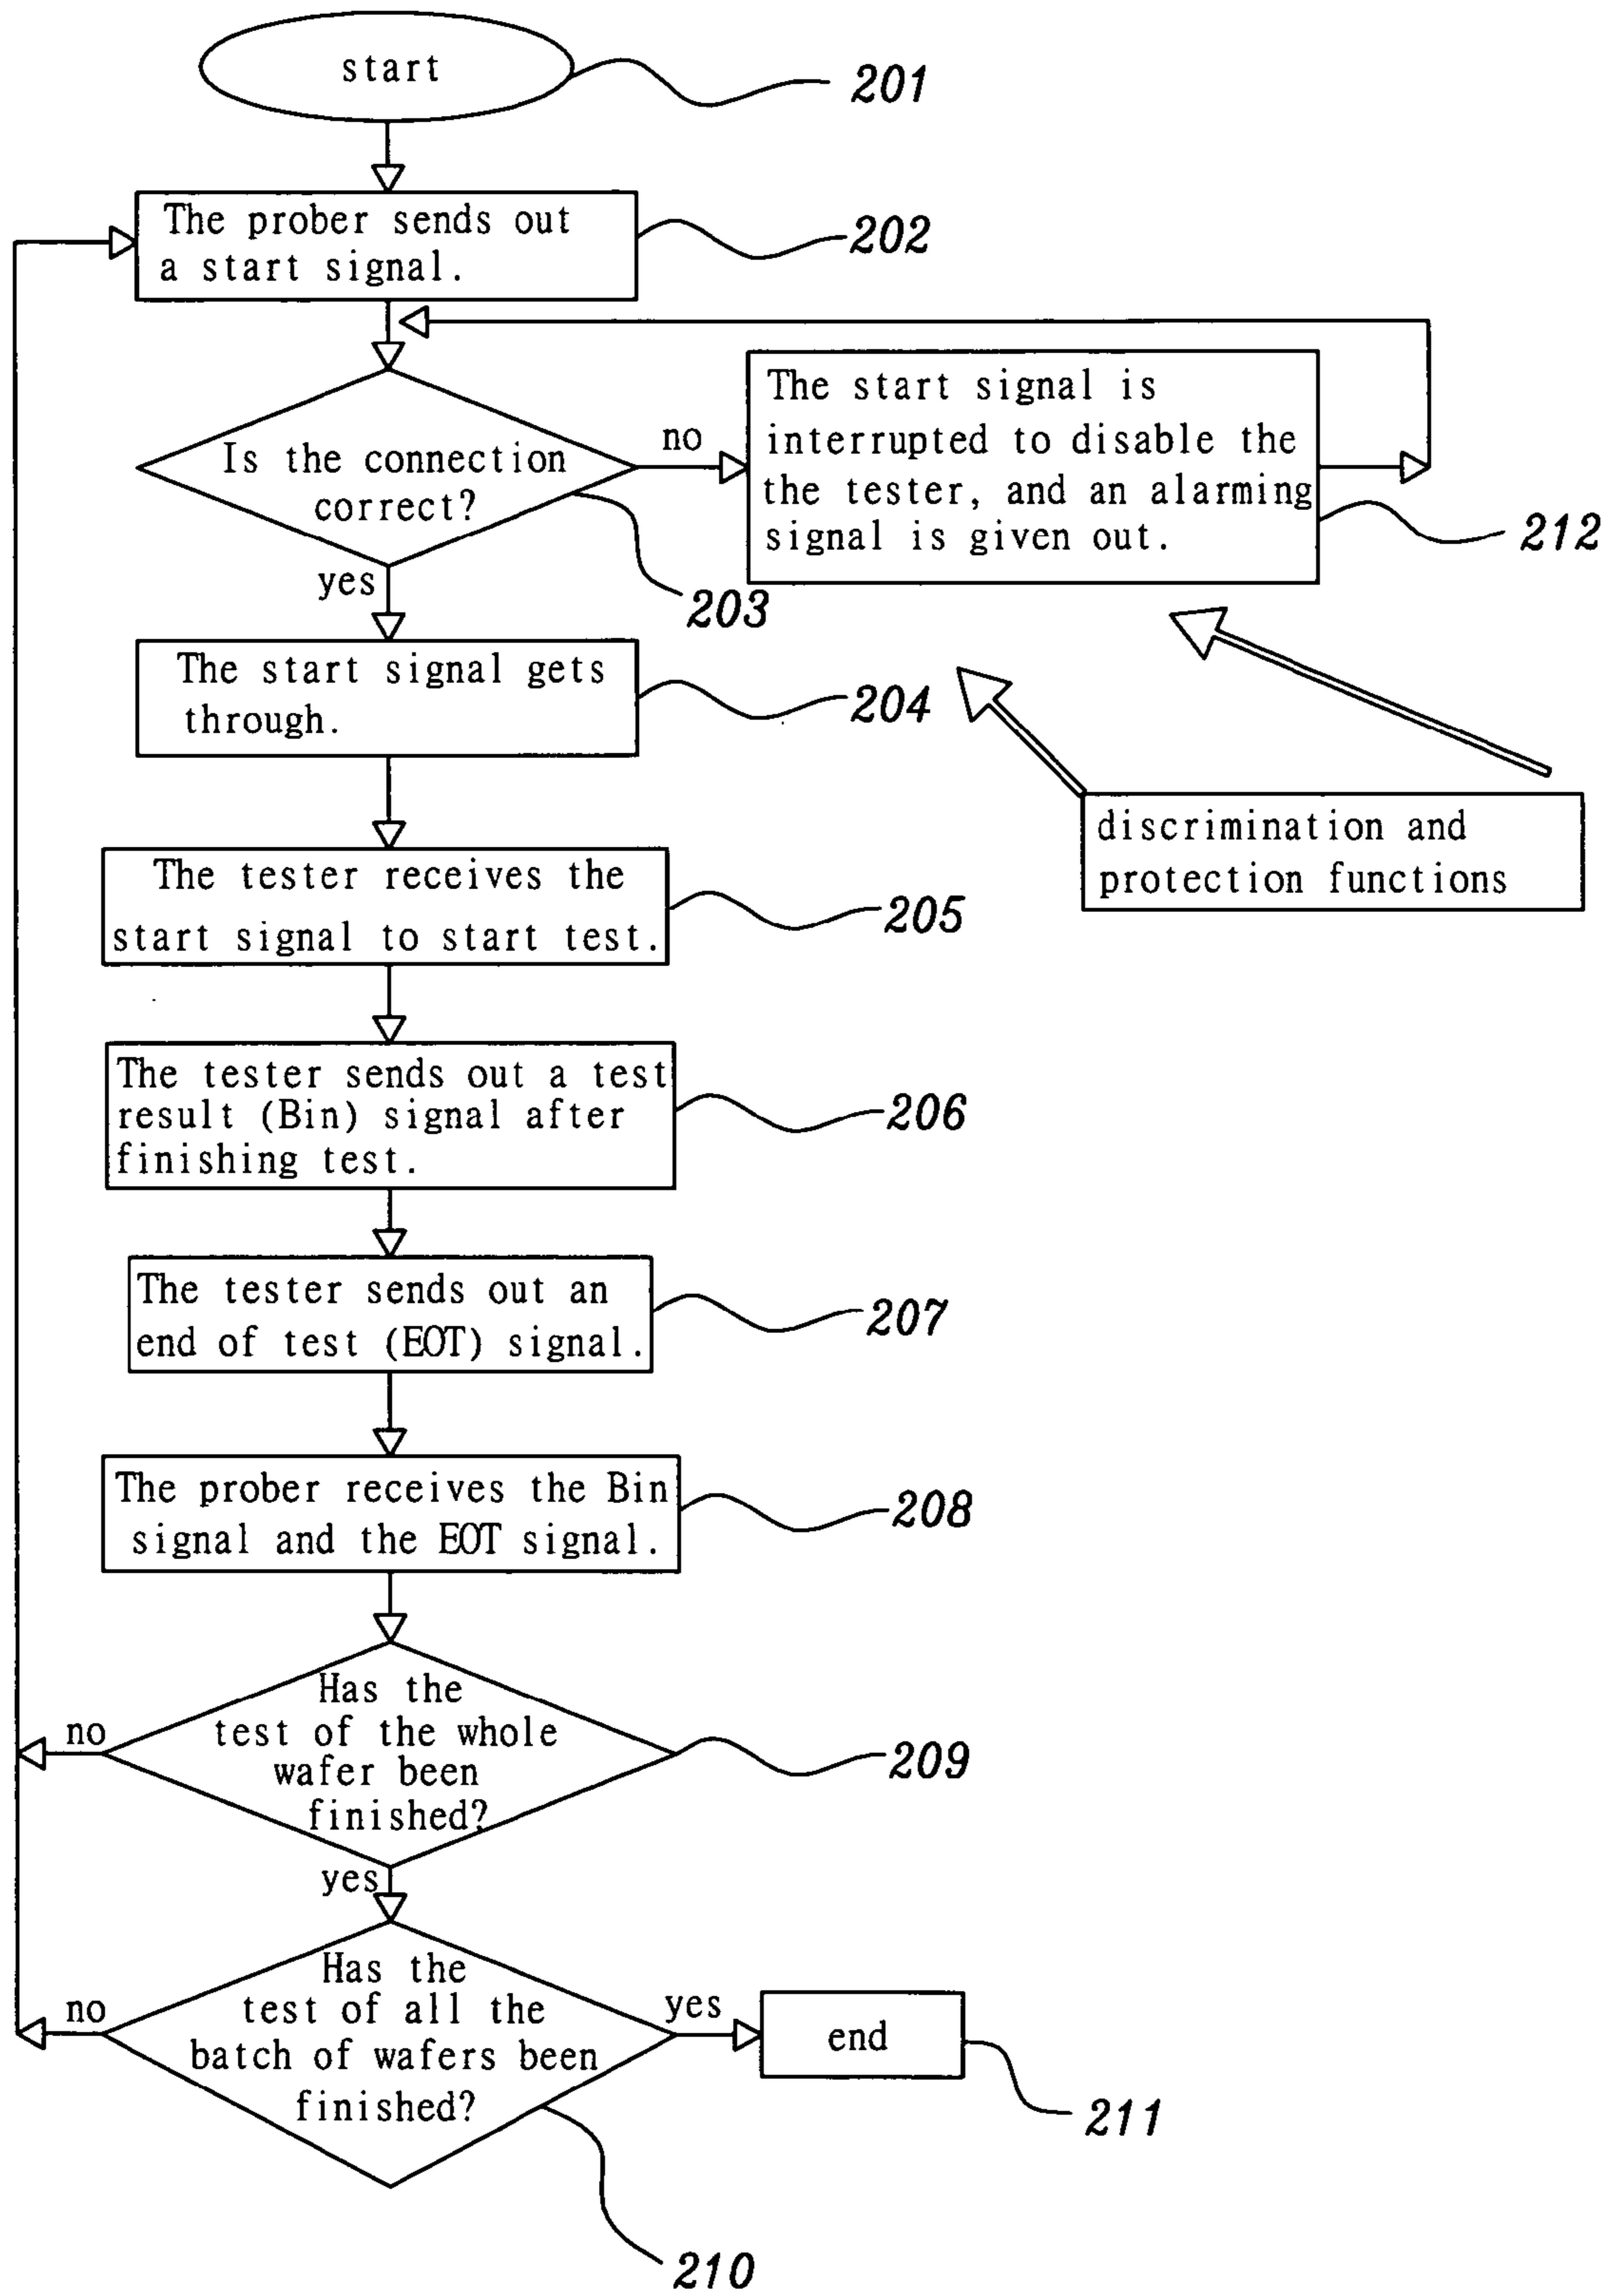 start
201
The prober sends out
a start signal.
202
Is the connection
correct?
203
no
The start signal is
interrupted to disable the
the tester, and an alarming
signal is given out.
212
yes
The start signal gets
through.
204
discrimination and
protection functions
The tester receives the
start signal to start test.
205
The tester sends out a test
result (Bin) signal after
finishing test.
206
The tester sends out an
end of test (EOT) signal.
207
The prober receives the Bin
signal and the EOT signal.
208
no
Has the
test of the whole
wafer been
finished?
209
yes
no
Has the
test of all the
batch of wafers been
finished?
210
yes
end
211